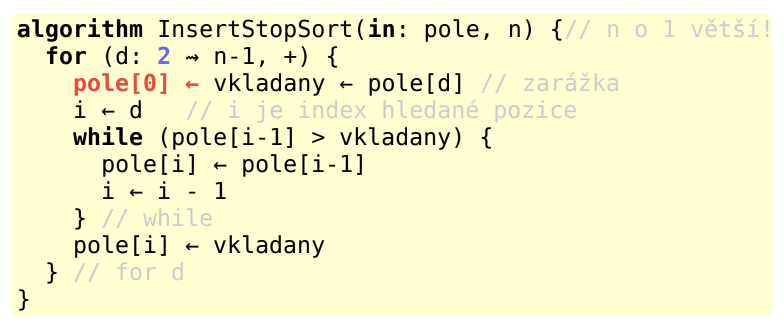 algorithm InsertStopSort(in: pole, n) {// n o 1 větší!
for (d: 2 ⇝ n-1, +) {
pole[0] ← vkladany ← pole[d] // zarážka
i ← d // i je index hledané pozice
while (pole[i-1] > vkladany) {
pole[i] ← pole[i-1]
i ← i - 1
} // while
pole[i] ← vkladany
} // for d
}